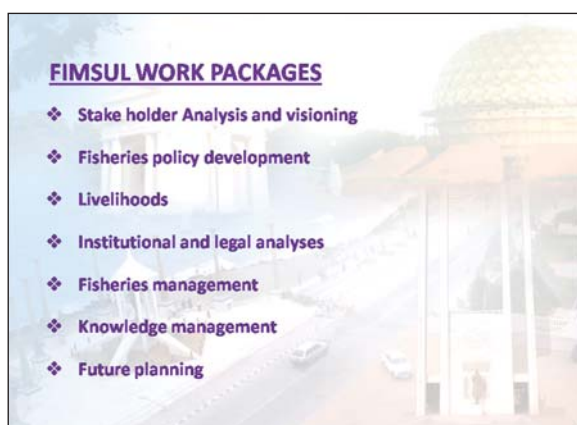 FIMSUL WORK PACKAGES
❖ Stake holder Analysis and visioning
❖ Fisheries policy development
❖ Livelihoods
❖ Institutional and legal analyses
❖ Fisheries management
❖ Knowledge management
❖ Future planning